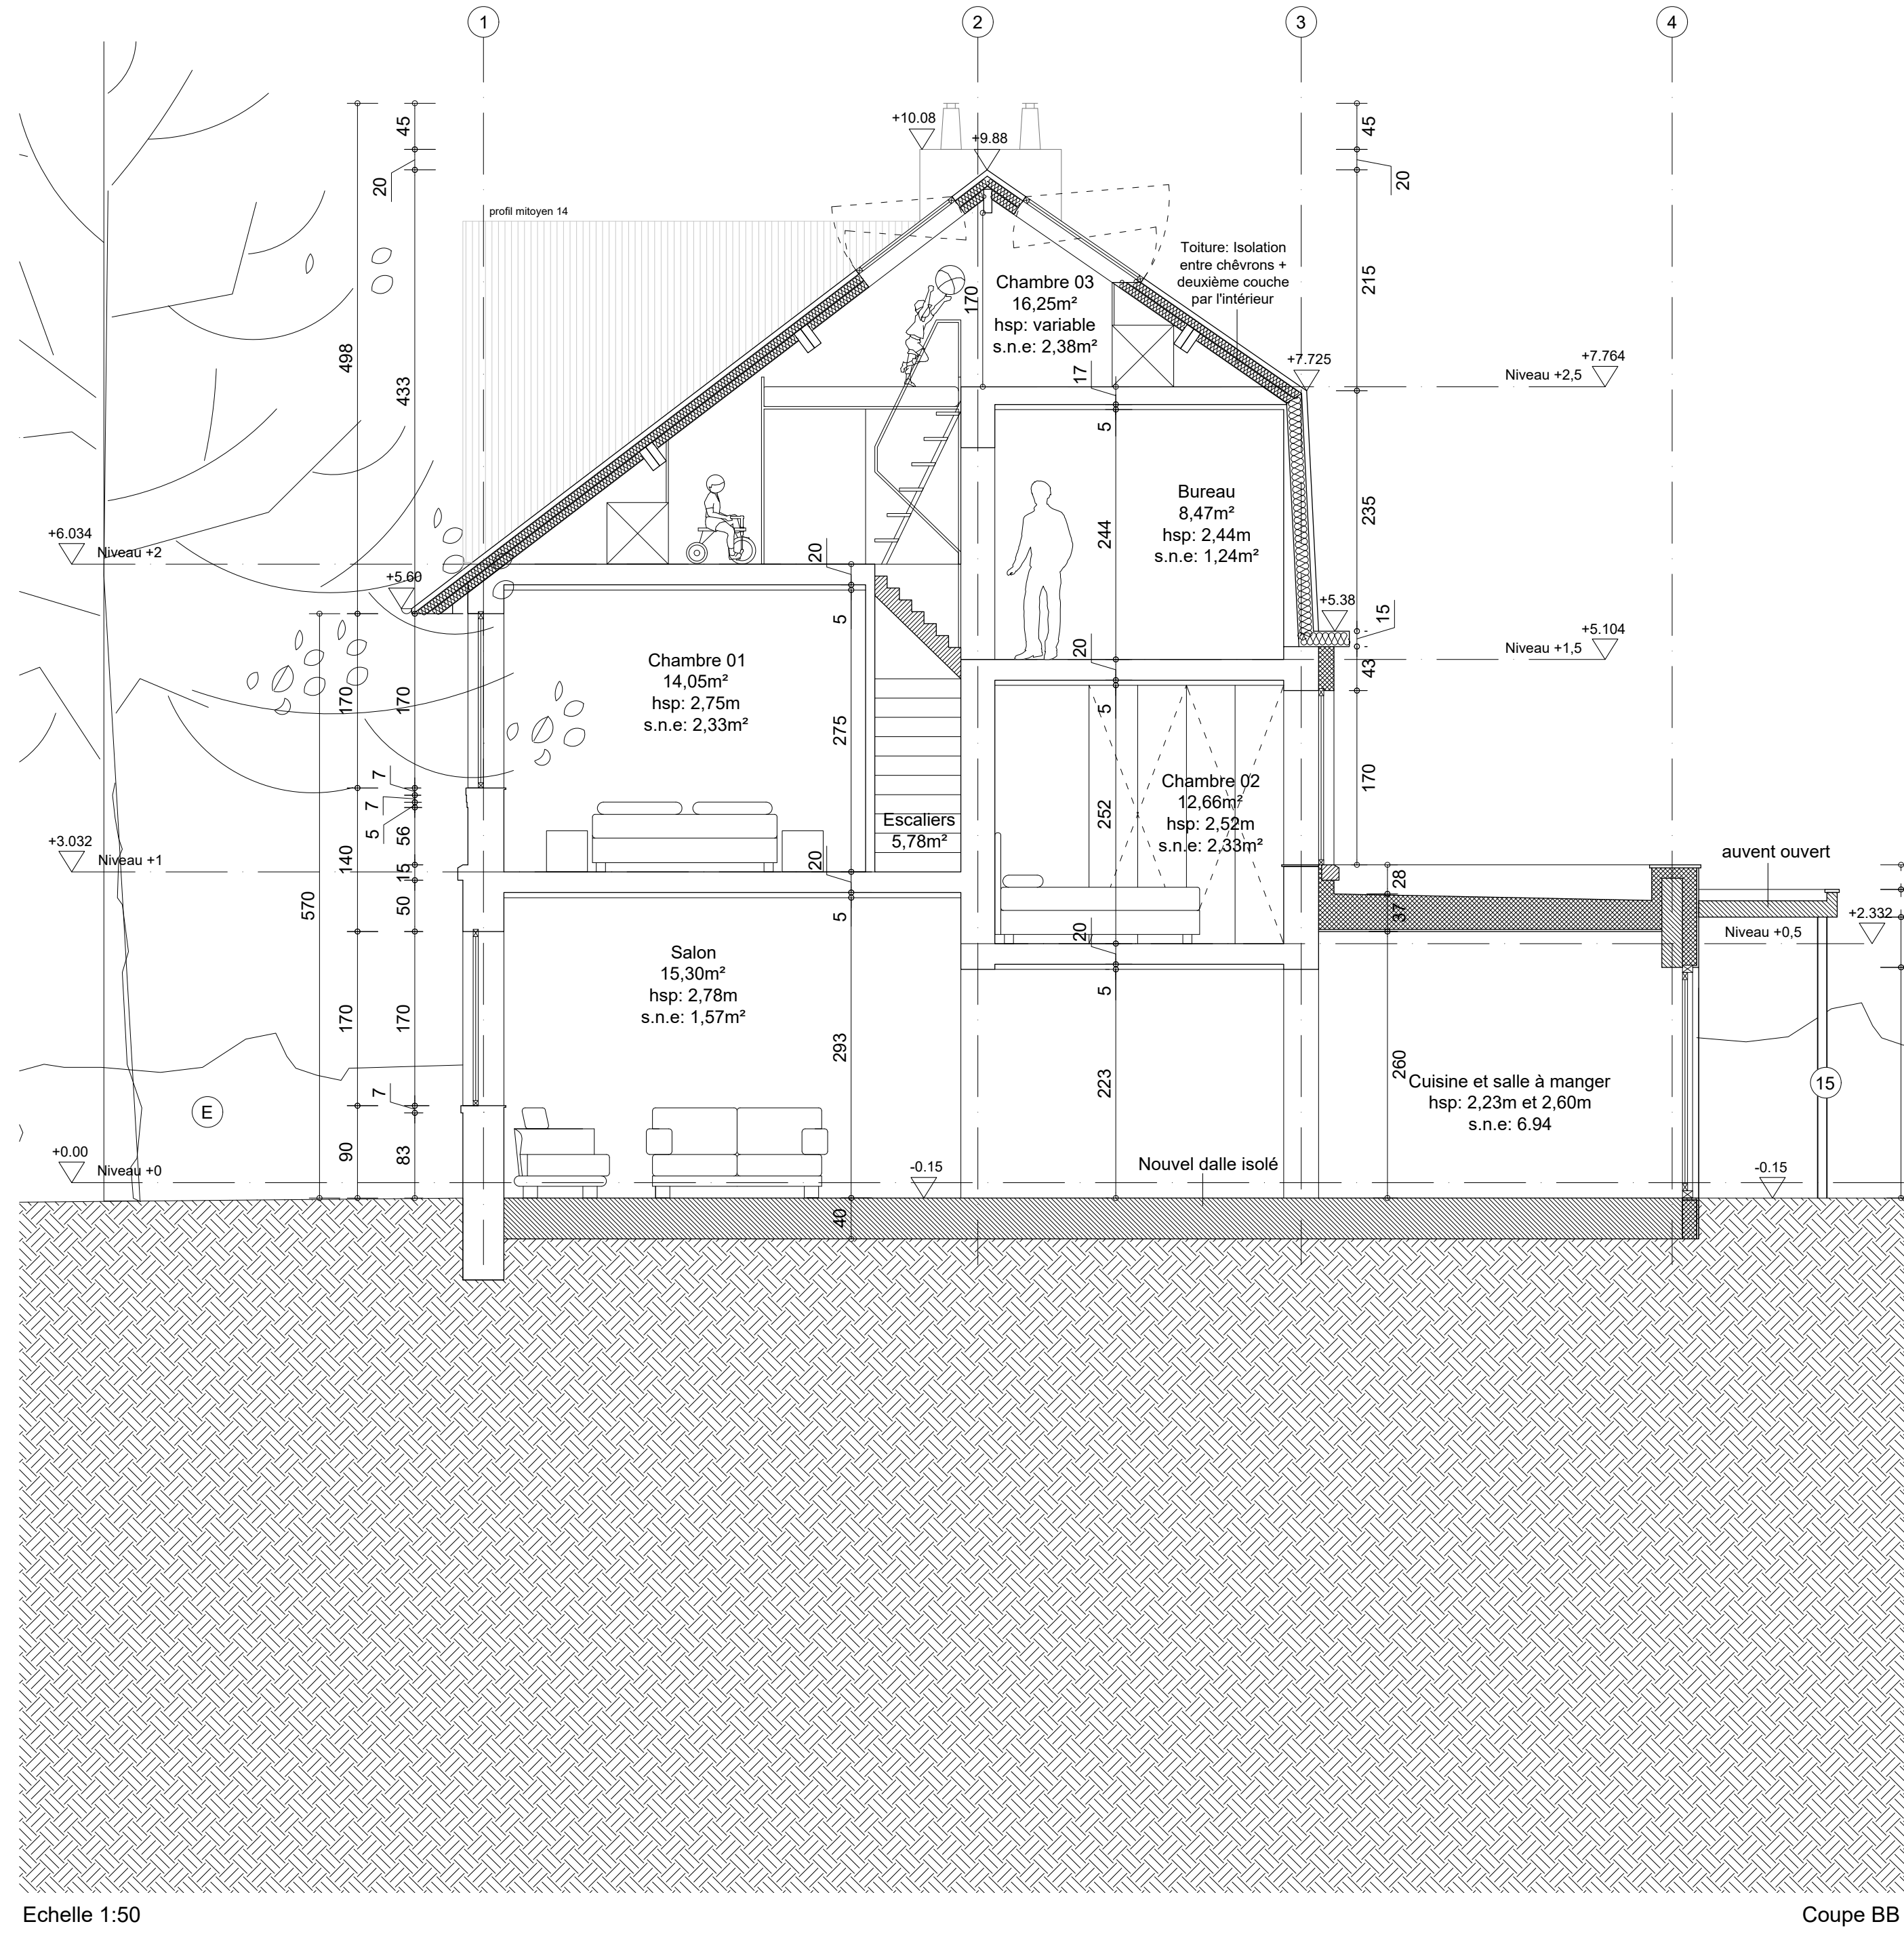 1
2
3
4
45
20
498
433
+10.08
+9.88
45
20
215
profil mitoyen 14
Toiture: Isolation
entre chêvrons +
deuxième couche
par l'intérieur
Chambre 03
16,25m²
hsp: variable
s.n.e: 2,38m²
170
17
5
+7.725
+7.764
Niveau +2,5
Bureau
8,47m²
hsp: 2,44m
s.n.e: 1,24m²
244
235
+6.034
Niveau +2
+5.60
20
5
20
5
+5.38
15
43
+5.104
Niveau +1,5
Chambre 01
14,05m²
hsp: 2,75m
s.n.e: 2,33m²
275
170
170
170
7
7
5
56
15
50
140
570
Chambre 02
12,66m²
hsp: 2,52m
s.n.e: 2,33m²
252
Escaliers
5,78m²
+3.032
Niveau +1
20
5
20
5
28
37
auvent ouvert
+2.332
Niveau +0,5
Salon
15,30m²
hsp: 2,78m
s.n.e: 1,57m²
293
223
260
170
170
7
90
83
Cuisine et salle à manger
hsp: 2,23m et 2,60m
s.n.e: 6.94
15
E
+0.00
Niveau +0
-0.15
Nouvel dalle isolé
-0.15
40
Echelle 1:50
Coupe BB